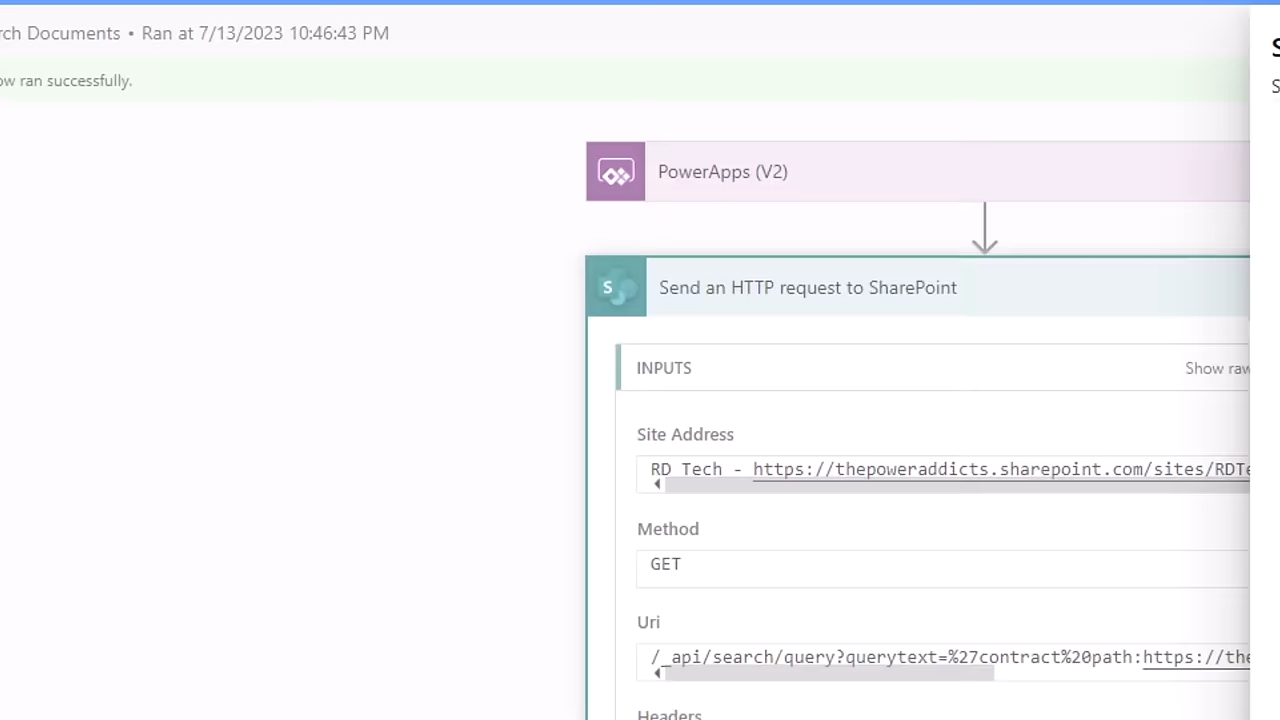 rch Documents • Ran at 7/13/2023 10:46:43 PM
S
ow ran successfully.
S
PowerApps (V2)
S
Send an HTTP request to SharePoint
INPUTS
Show raw
Site Address
RD Tech - https://thepoweraddicts.sharepoint.com/sites/RDTe
Method
GET
Uri
/_api/search/query?querytext=%27contract%20path:https://the
Headers